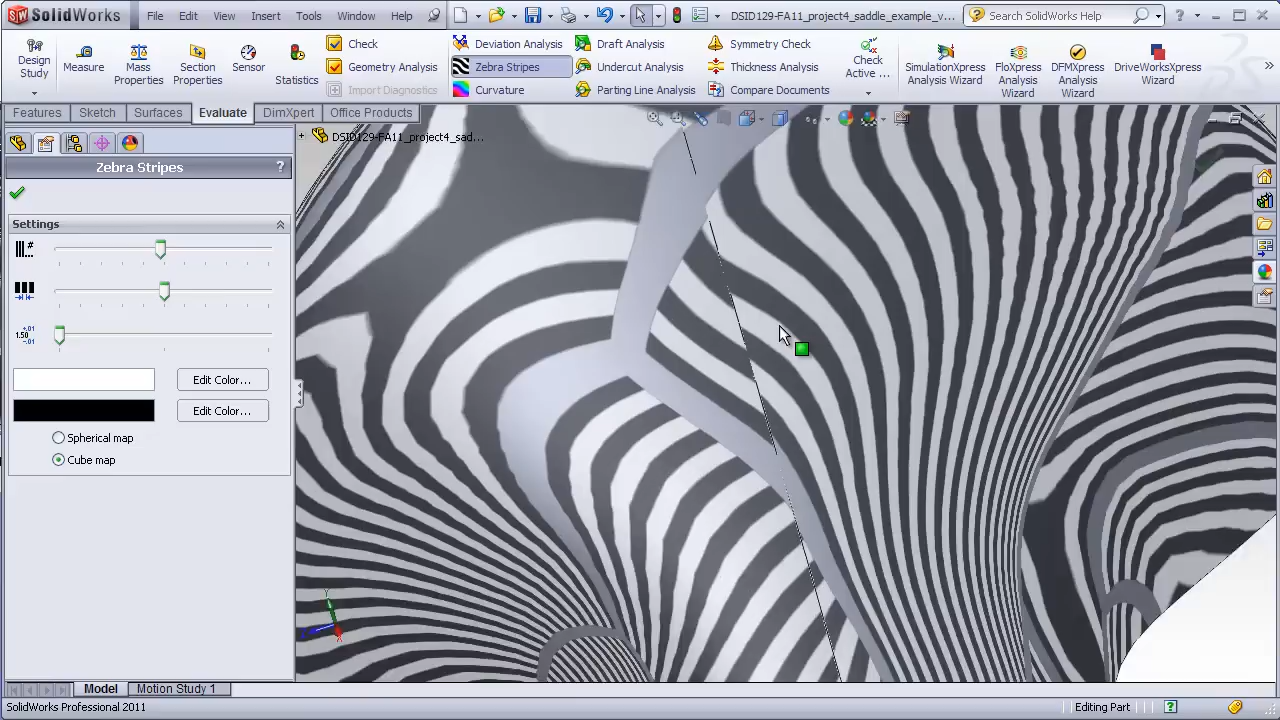 SolidWorks File Edit View Insert Tools Window Help DSID129-FA11_project4_saddle_example_v... Search SolidWorks Help ?
Design Study
Measure
Mass Properties
Section Properties
Sensor
Statistics
Check
Geometry Analysis
Import Diagnostics
Deviation Analysis
Zebra Stripes
Curvature
Draft Analysis
Undercut Analysis
Parting Line Analysis
Symmetry Check
Thickness Analysis
Compare Documents
Check Active ...
SimulationXpress Analysis Wizard
FloXpress Analysis Wizard
DFMXpress Analysis Wizard
DriveWorksXpress Wizard
Features Sketch Surfaces Evaluate DimXpert Office Products
DSID129-FA11_project4_sad...
Zebra Stripes ?
Settings
Edit Color...
Edit Color...
Spherical map
Cube map
Model Motion Study 1
SolidWorks Professional 2011 Editing Part